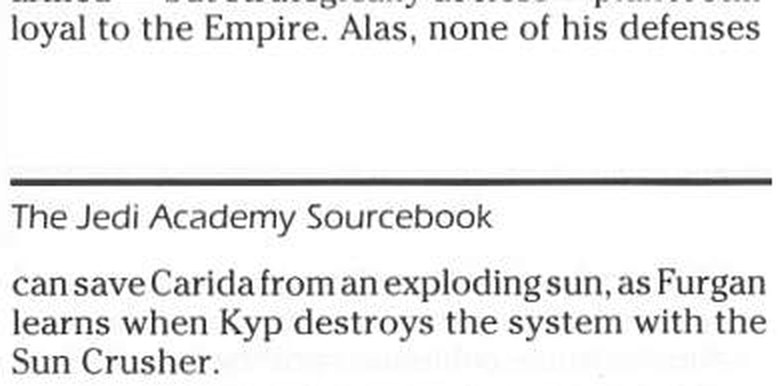 loyal to the Empire. Alas, none of his defenses
The Jedi Academy Sourcebook
can save Carida from an exploding sun, as Furgan
learns when Kyp destroys the system with the
Sun Crusher.